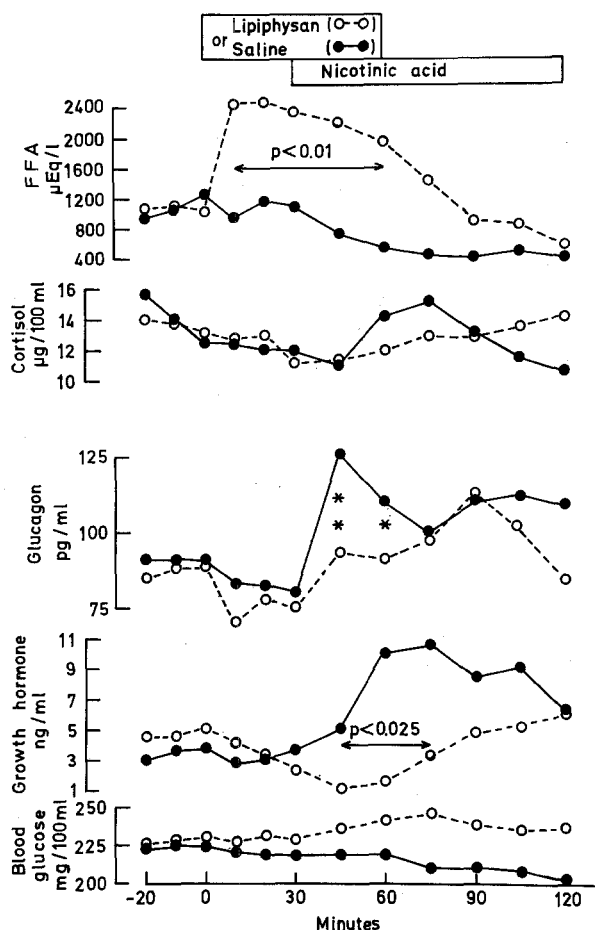 or Lipiphysan (o--o)
Saline (●–●)
Nicotinic acid
FFA
µEq/l
2400
2000
1600
1200
800
400
p<0.01
Cortisol
µg/100 ml
16
14
12
10
Glucagon
pg/ml
125
100
75
*
* *
Growth hormone
ng/ml
11
9
7
5
3
1
p<0.025
Blood
glucose
mg/100ml
250
225
200
-20 0 30 60 90 120
Minutes